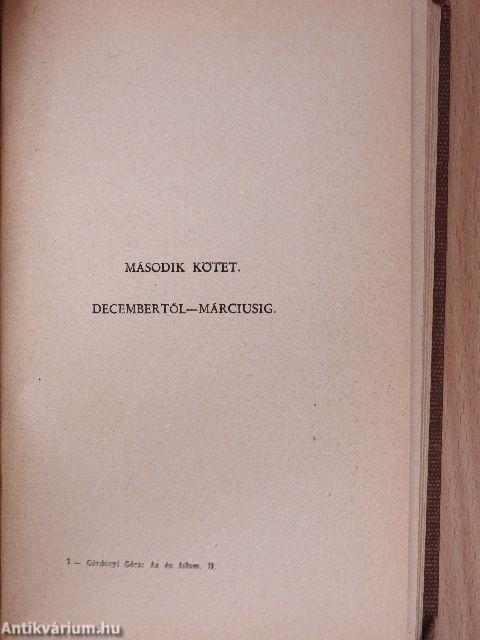 MÁSODIK KÖTET.
DECEMBERTŐL—MÁRCIUSIG.
1 — Gárdonyi Géza: Az én falum. II.
Antikvárium.hu